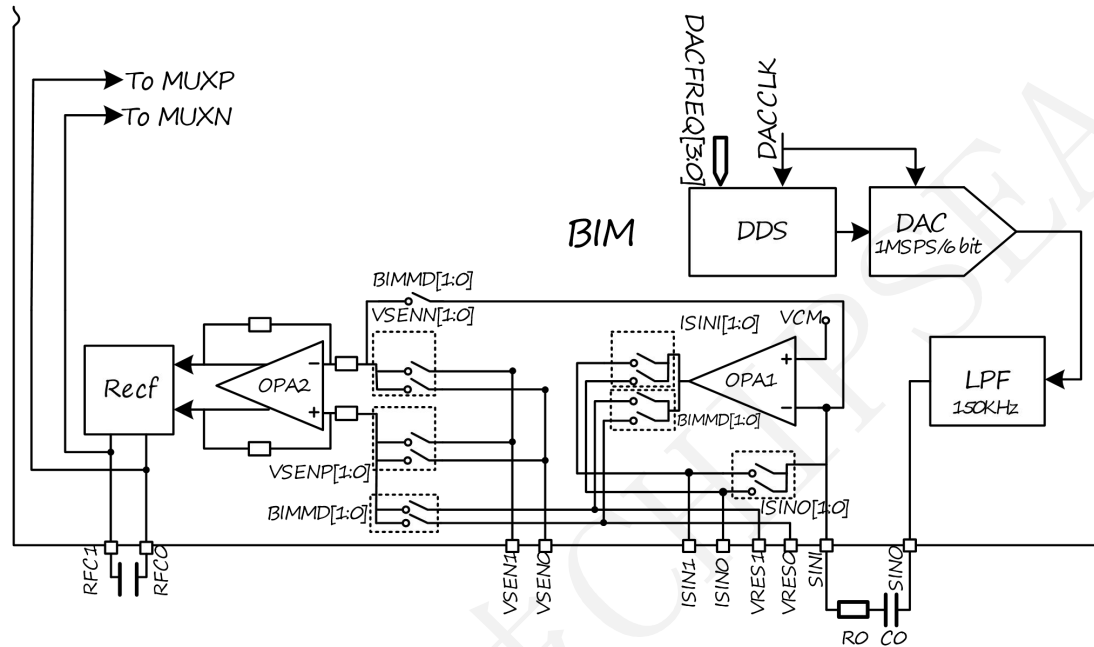 To MUXP
To MUXN
DACFREQ[3:0]
DACCLK
BIM
DDS
DAC
1MSPS/6 bit
BIMMD[1:0]
VSENN[1:0]
ISINI[1:0]
VCM
OPA2
OPA1
Recf
LPF
150KHz
BIMMD[1:0]
VSENP[1:0]
ISINO[1:0]
BIMMD[1:0]
RFC1
RFC0
VSEN1
VSEN0
ISIN1
ISIN0
VRES1
VRES0
SINI
SINO
R0
C0
CHIPSEA